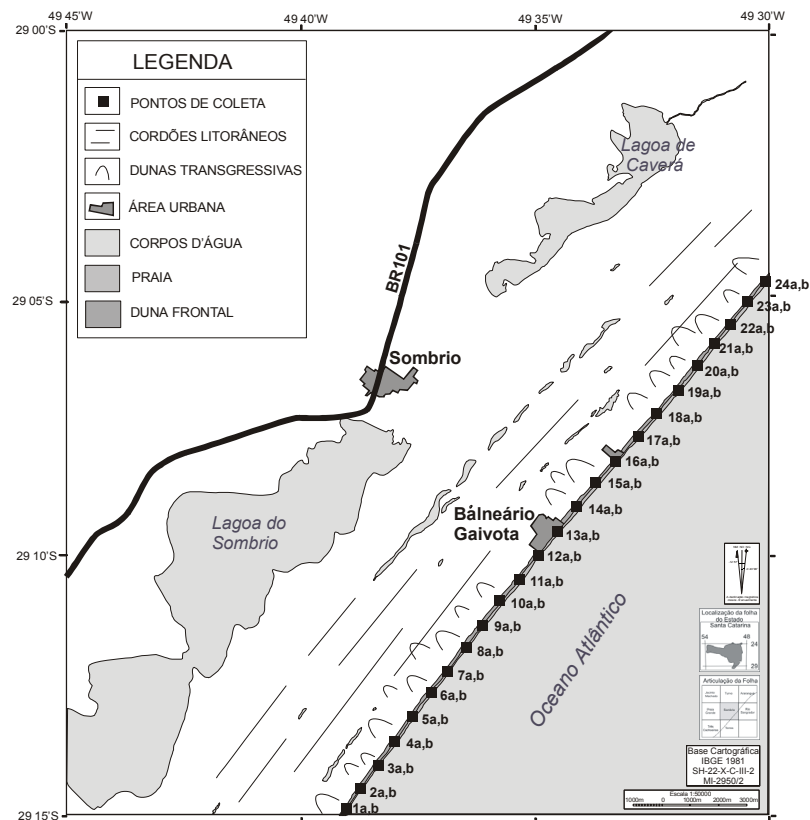 49 45'W
49 40'W
49 35'W
49 30'W
29 00'S
29 05'S
29 10'S
29 15'S
LEGENDA
PONTOS DE COLETA
CORDÕES LITORÂNEOS
DUNAS TRANSGRESSIVAS
ÁREA URBANA
CORPOS D'ÁGUA
PRAIA
DUNA FRONTAL
Lagoa de
Caverá
BR101
Sombrio
Lagoa do
Sombrio
Balneário
Gaivota
24a,b
23a,b
22a,b
21a,b
20a,b
19a,b
18a,b
17a,b
16a,b
15a,b
14a,b
13a,b
12a,b
11a,b
10a,b
9a,b
8a,b
7a,b
6a,b
5a,b
4a,b
3a,b
2a,b
1a,b
Oceano Atlântico
Localização da folha
do Estado
Santa Catarina
54 48
24
29
Articulação da Folha
Base Cartográfica
IBGE 1981
SH-22-X-C-III-2
MI-2950/2
Escala 1:50000
1000m 0 1000m 2000m 3000m